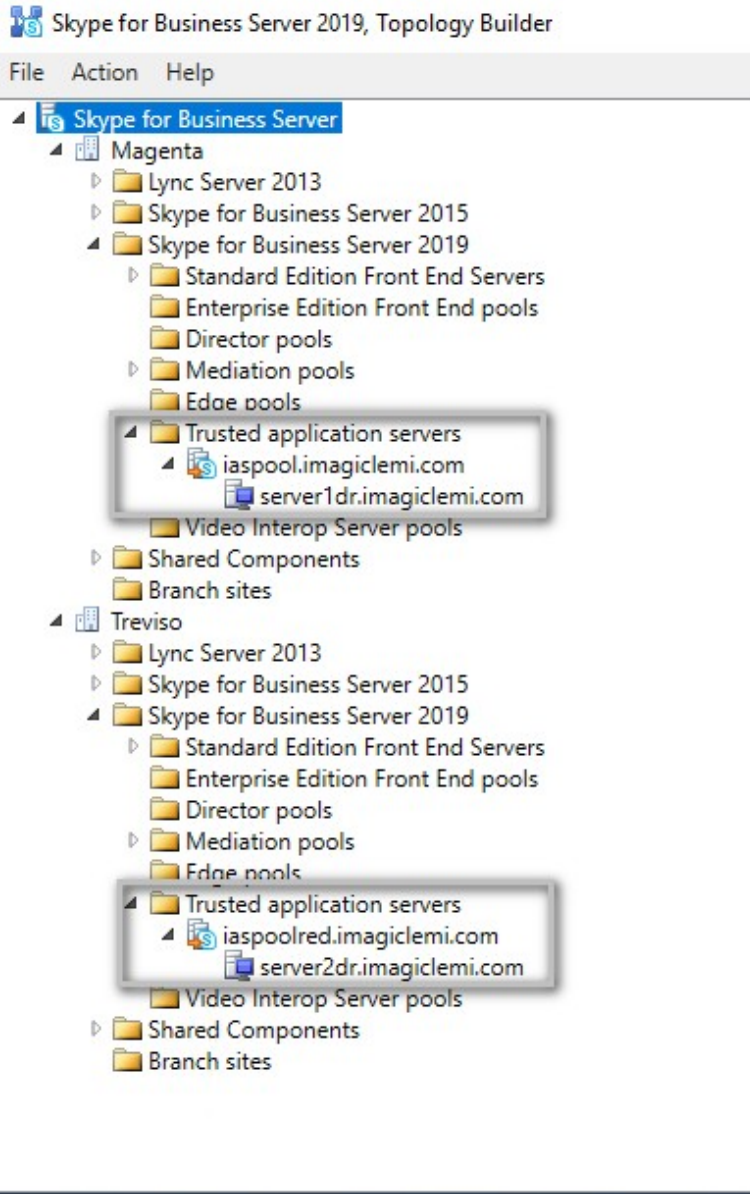 Skype for Business Server 2019, Topology Builder
File Action Help
Skype for Business Server
Magenta
Lync Server 2013
Skype for Business Server 2015
Skype for Business Server 2019
Standard Edition Front End Servers
Enterprise Edition Front End pools
Director pools
Mediation pools
Edge pools
Trusted application servers
iaspool.imagiclemi.com
server1dr.imagiclemi.com
Video Interop Server pools
Shared Components
Branch sites
Treviso
Lync Server 2013
Skype for Business Server 2015
Skype for Business Server 2019
Standard Edition Front End Servers
Enterprise Edition Front End pools
Director pools
Mediation pools
Edge pools
Trusted application servers
iaspoolred.imagiclemi.com
server2dr.imagiclemi.com
Video Interop Server pools
Shared Components
Branch sites